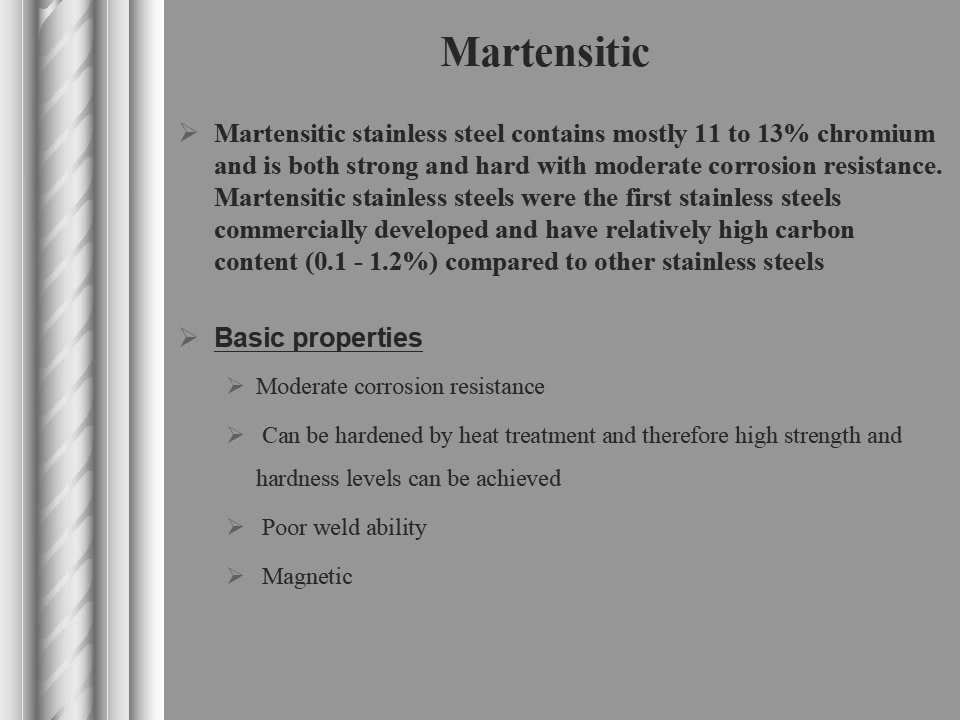 Martensitic
Martensitic stainless steel contains mostly 11 to 13% chromium
and is both strong and hard with moderate corrosion resistance.
Martensitic stainless steels were the first stainless steels
commercially developed and have relatively high carbon
content (0.1 - 1.2%) compared to other stainless steels
Basic properties
Moderate corrosion resistance
Can be hardened by heat treatment and therefore high strength and
hardness levels can be achieved
Poor weld ability
Magnetic